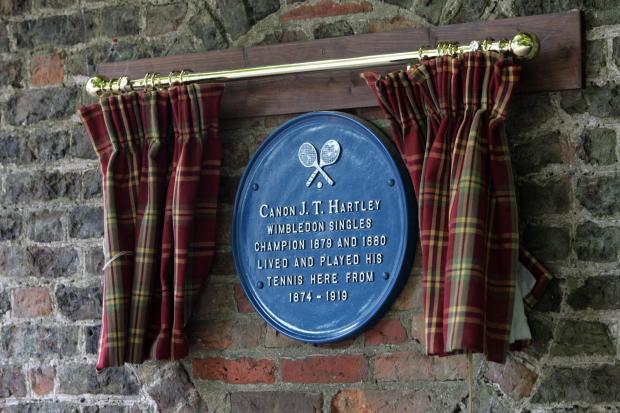 Canon J. T. Hartley
Wimbledon Singles
Champion 1879 and 1880
Lived and Played His
Tennis Here From
1874 - 1919